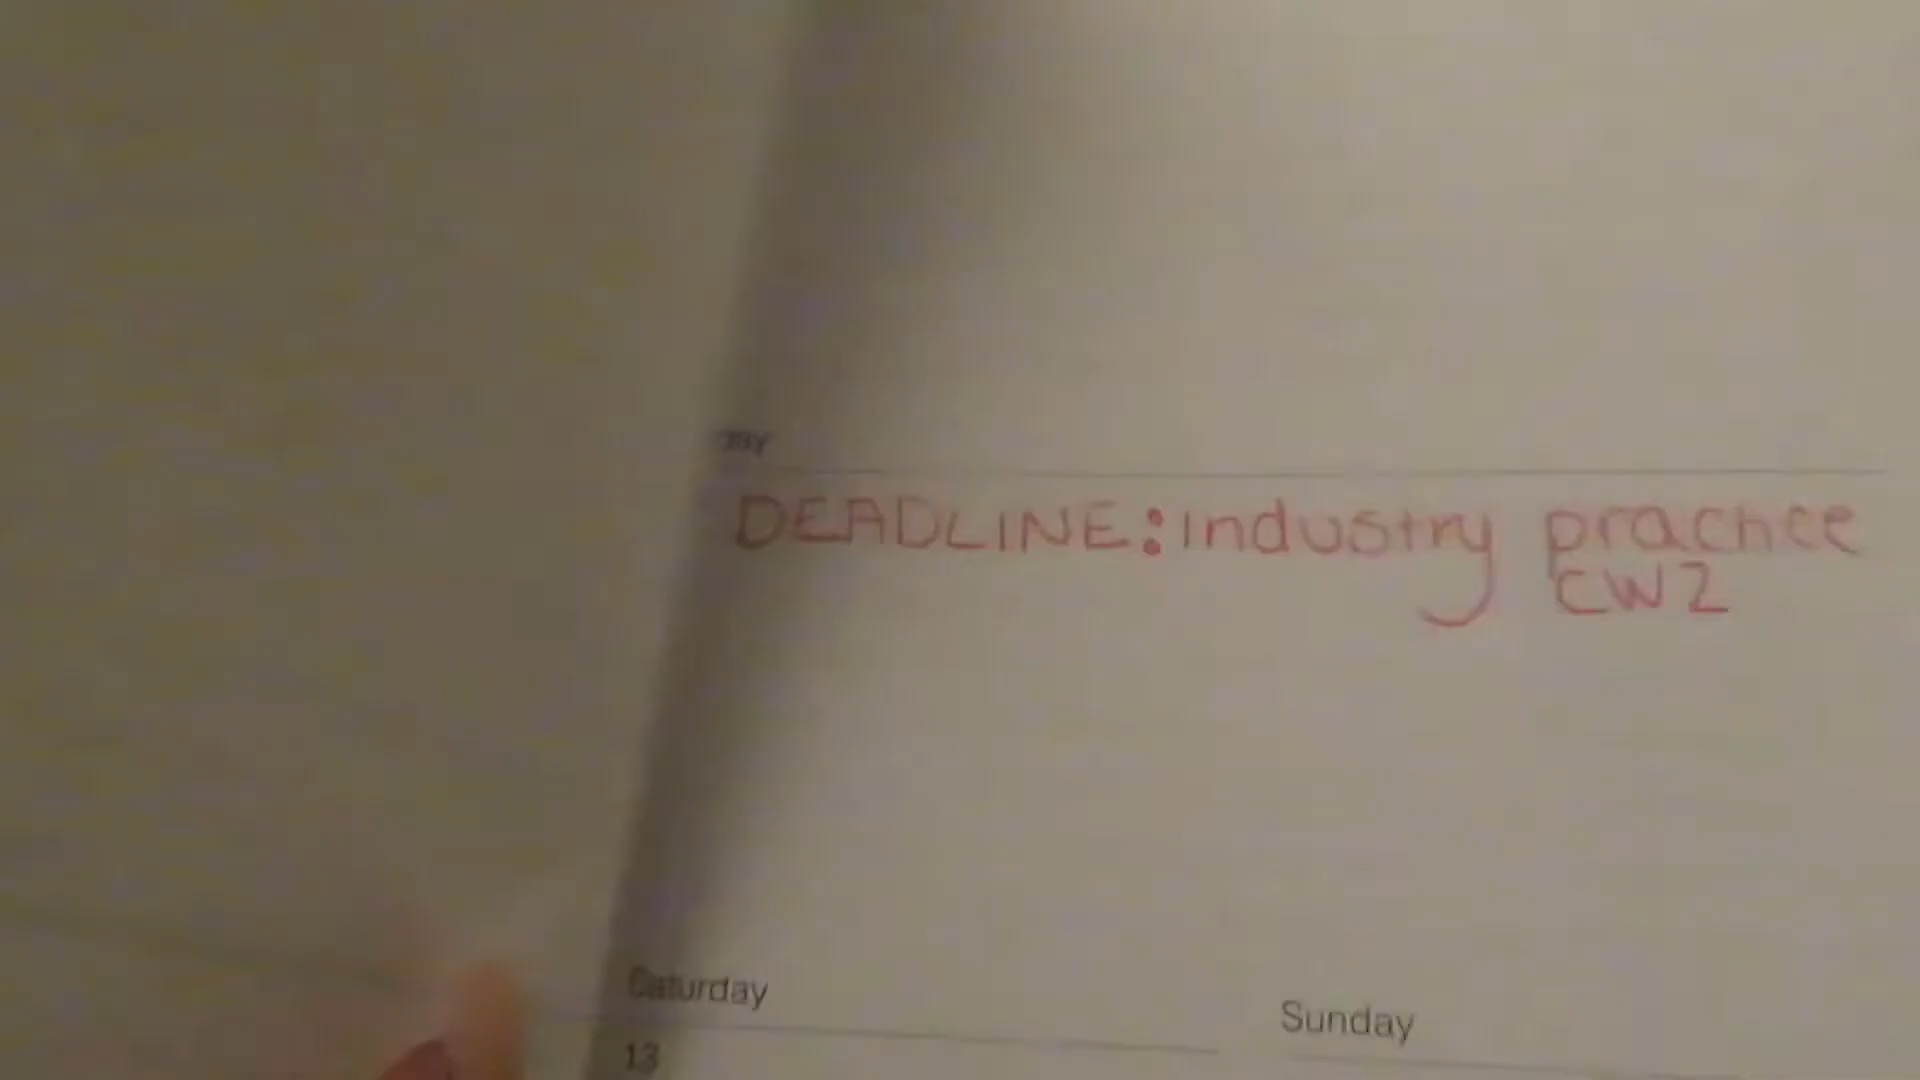 DEADLINE: industry practice
CW2
Saturday
Sunday
13